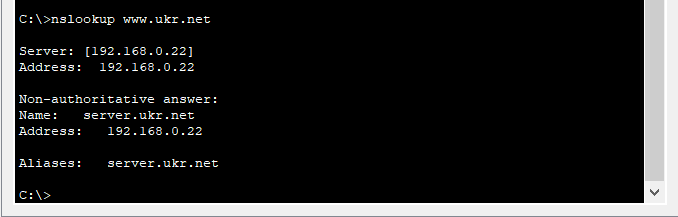 C:\>nslookup www.ukr.net
Server: [192.168.0.22]
Address:  192.168.0.22
Non-authoritative answer:
Name:   server.ukr.net
Address:   192.168.0.22
Aliases:   server.ukr.net
C:\>